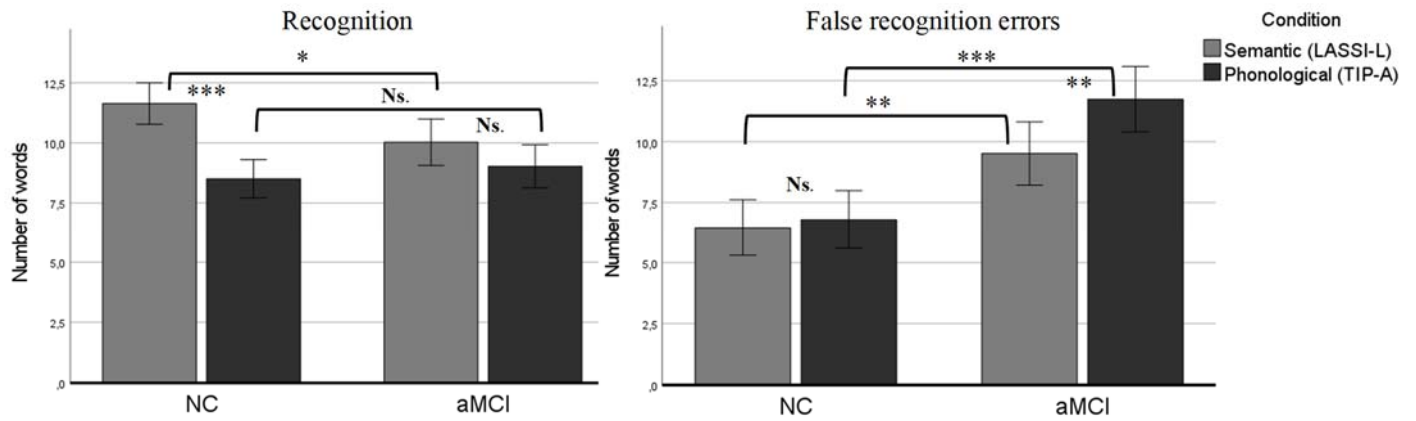 Recognition
Number of words
12,5
10,0
7,5
5,0
2,5
,0
*
***
Ns.
Ns.
NC
aMCI
False recognition errors
Number of words
12,5
10,0
7,5
5,0
2,5
,0
***
**
**
Ns.
NC
aMCI
Condition
Semantic (LASSI-L)
Phonological (TIP-A)